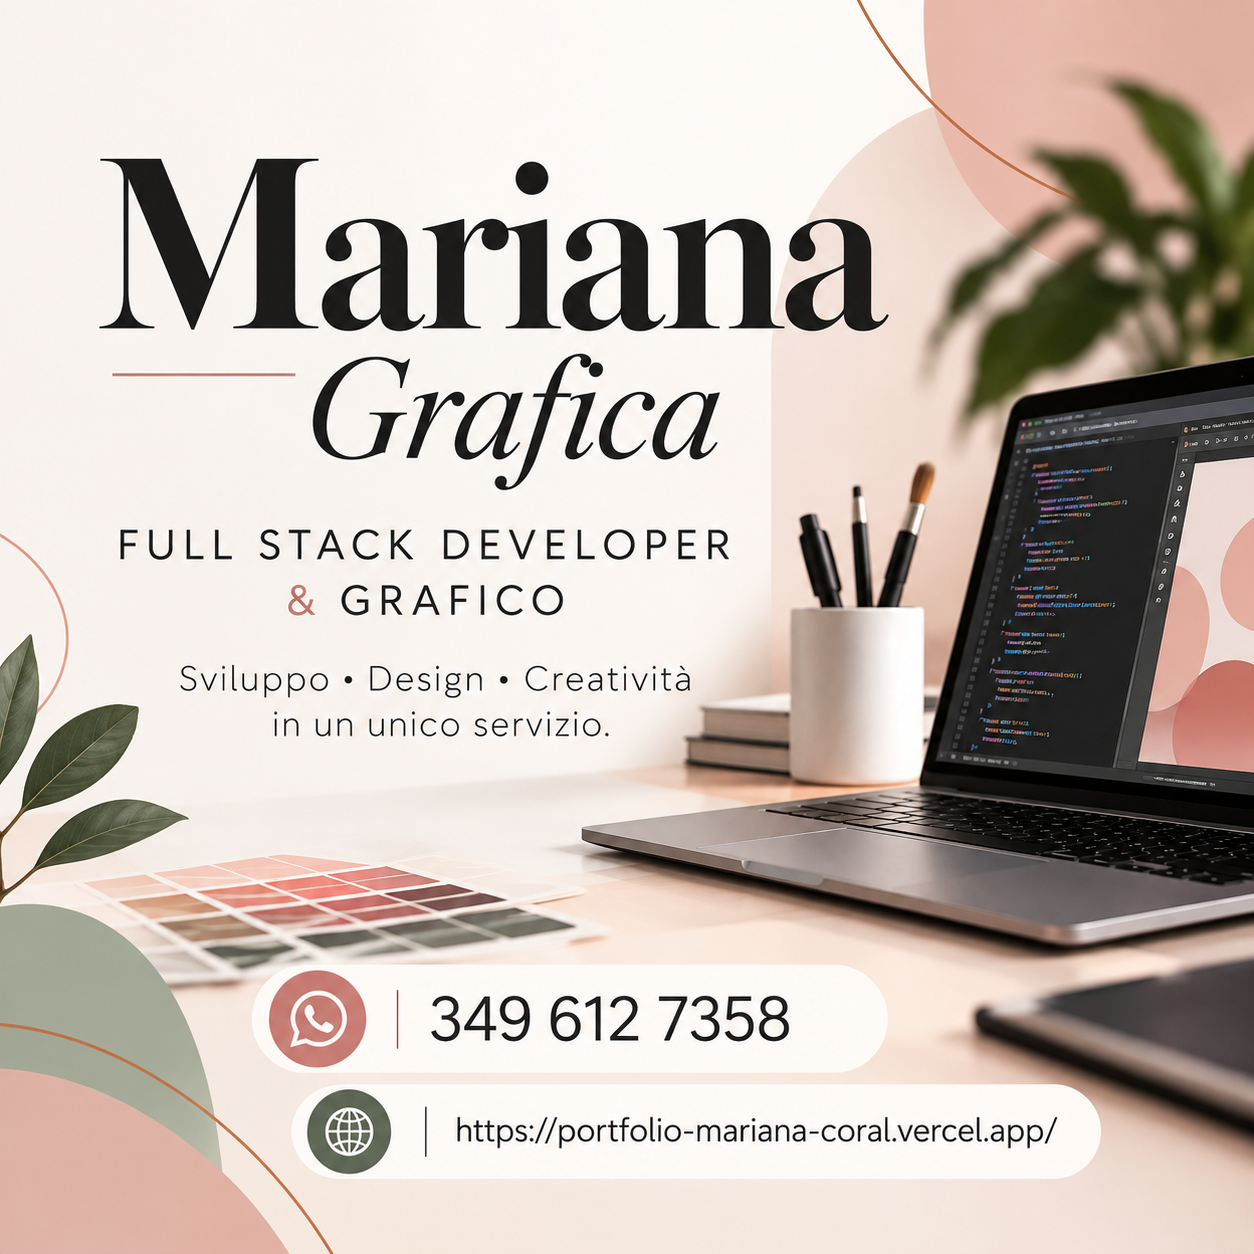 Mariana
Grafica
FULL STACK DEVELOPER
& GRAFICO
Sviluppo • Design • Creatività
in un unico servizio.
349 612 7358
https://portfolio-mariana-coral.vercel.app/